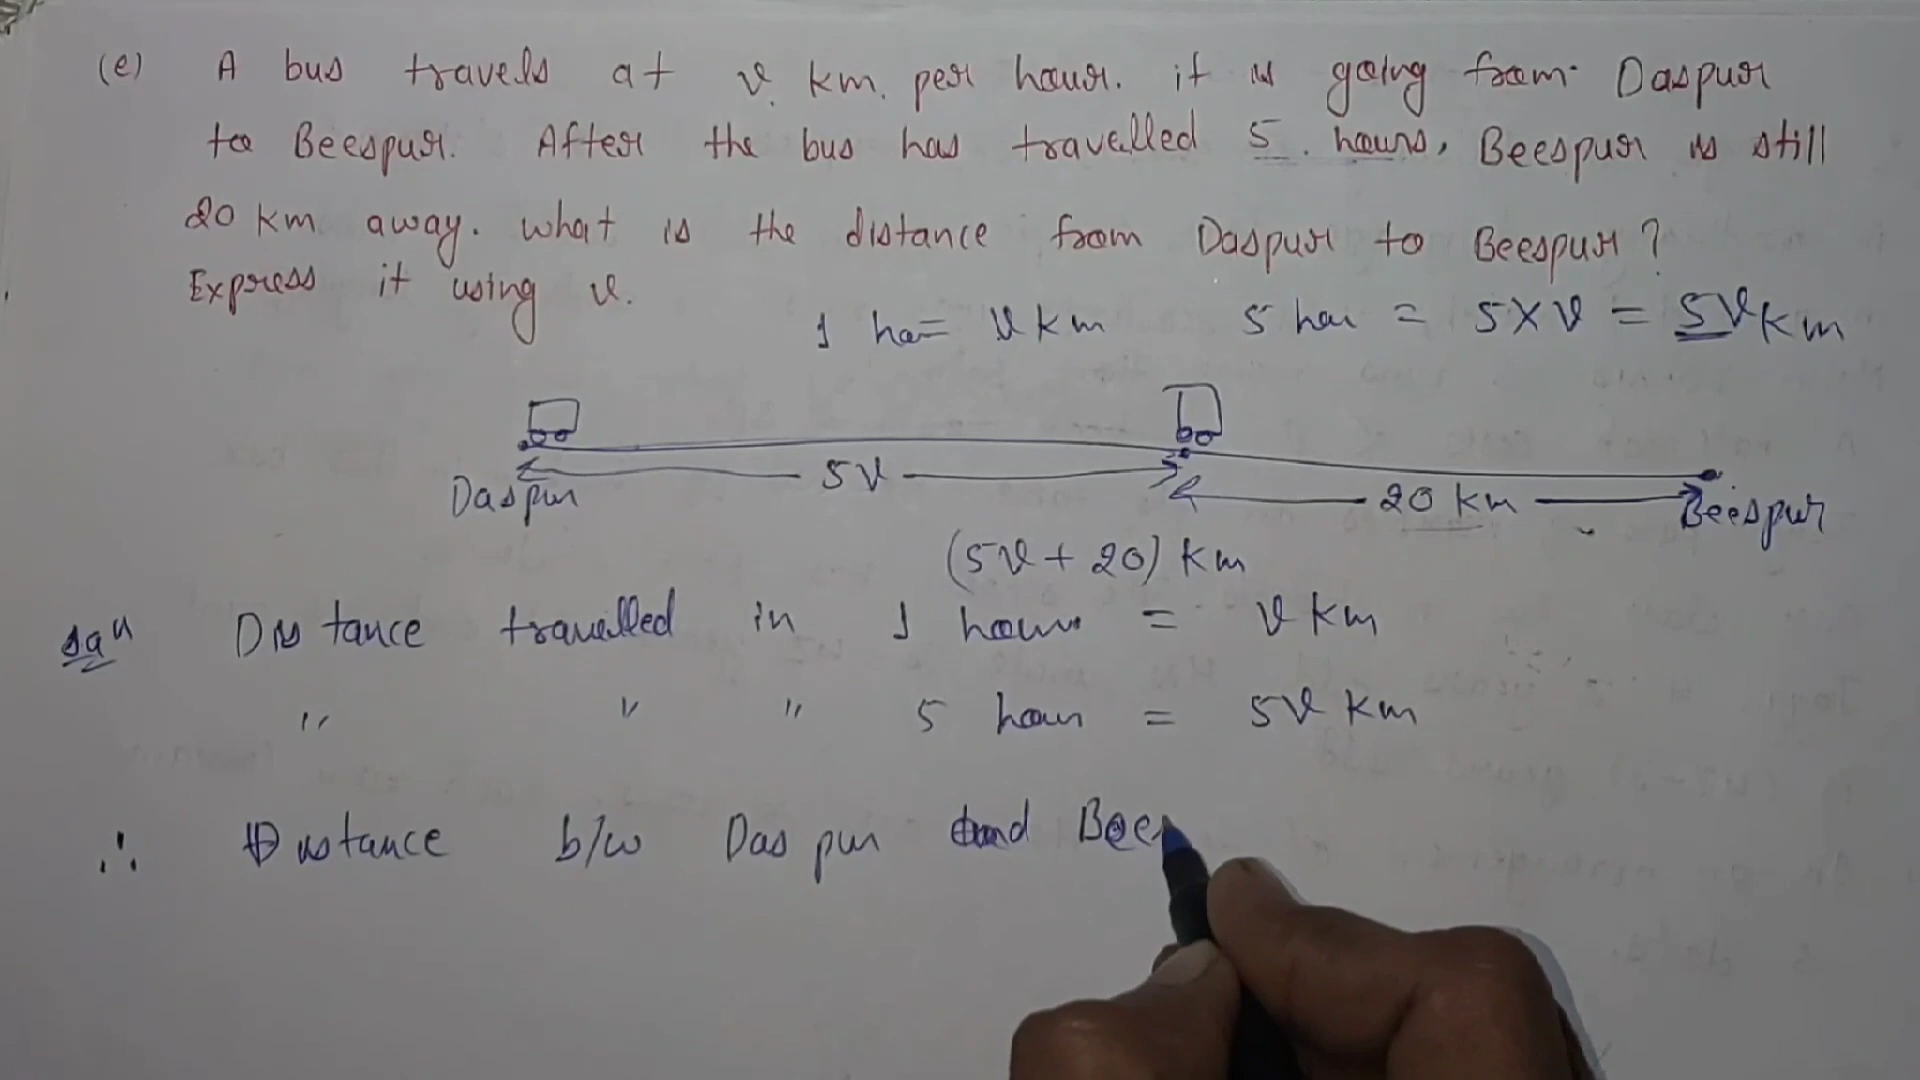 (e) A bus travels at v km. per hour. it is going from Daspur
to Beespur. After the bus has travelled 5 hours, Beespur is still
20 km away. what is the distance from Daspur to Beespur?
Express it using v.
1 ho = v km 5 hou = 5 x v = 5v km
5v
20 km
Daspur
Beespur
(5v + 20) km
Distance travelled in 1 hour = v km
" " " 5 hour = 5v km
∴ Distance b/w Daspur and Bee